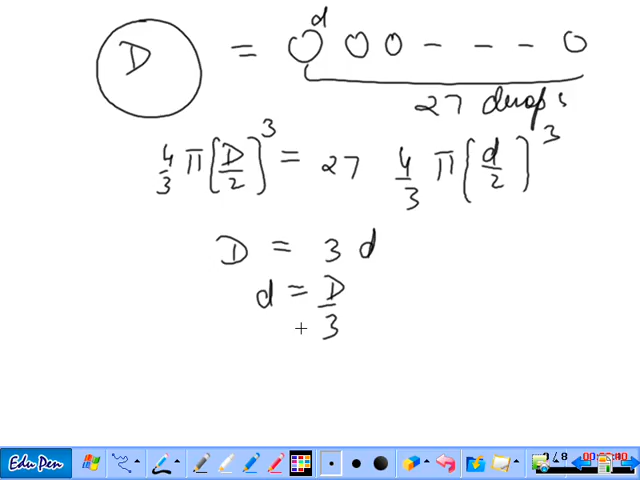 D = d
27 drops
4/3 π [D/2]^3 = 27 4/3 π [d/2]^3
D = 3 d
d = D/3
Edu Pen